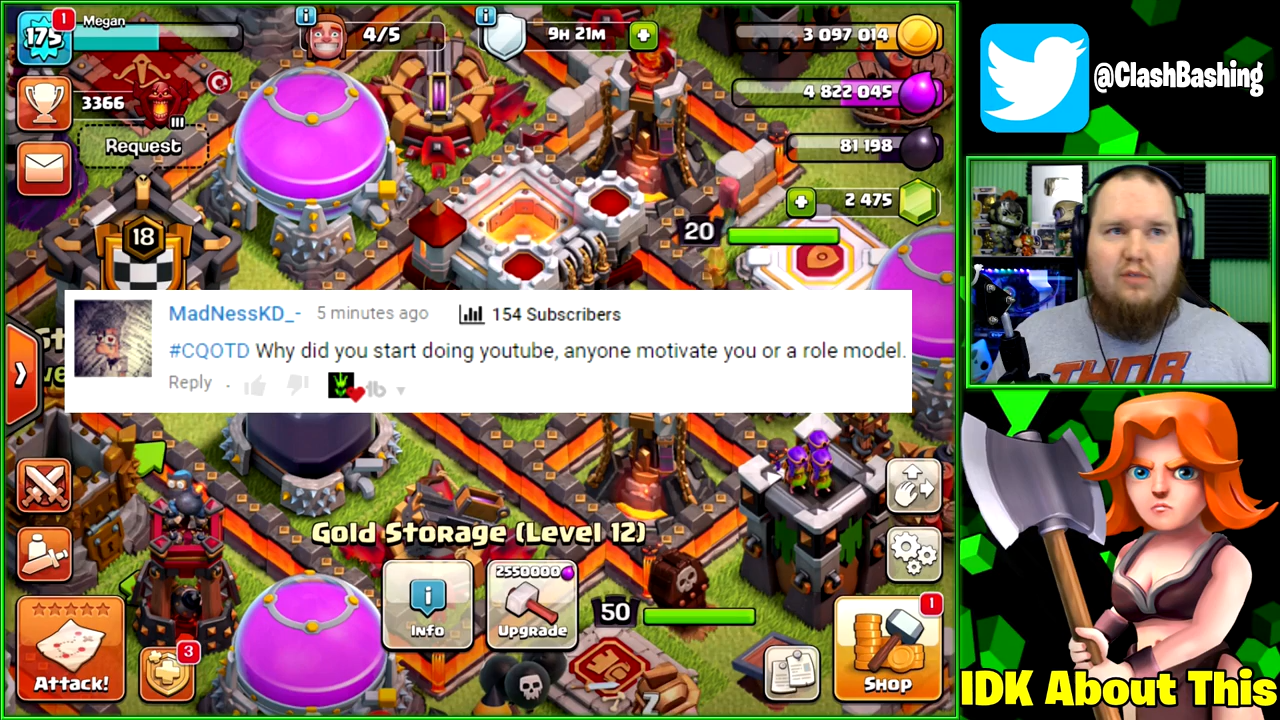 175
1
Megan
4/5
9h 21m
3 097 014
@ClashBashing
3366
4 822 045
Request
81 198
2 475
18
20
MadNessKD_- 5 minutes ago 154 Subscribers
#CQOTD Why did you start doing youtube, anyone motivate you or a role model.
Reply
THOR
Gold Storage (Level 12)
2550000
Info
Upgrade
50
1
3
Attack!
Shop
IDK About This